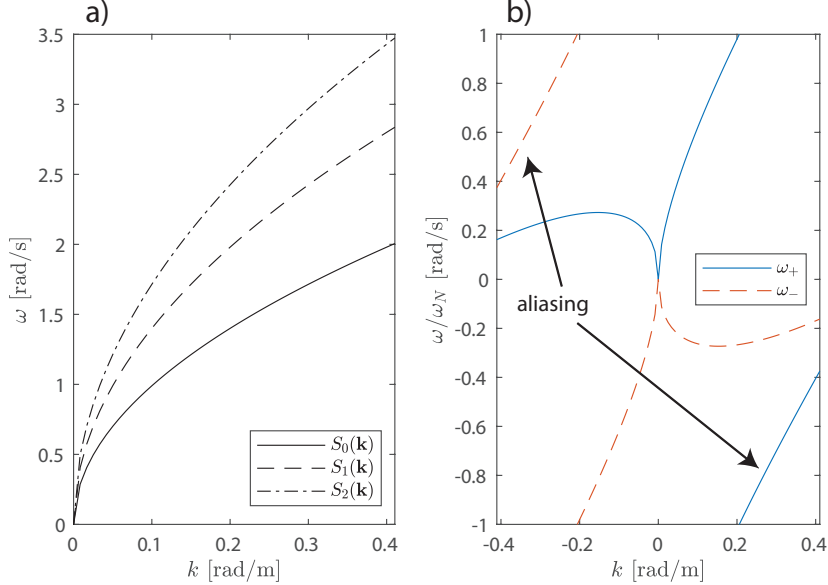 a)
3.5
3
2.5
2
1.5
1
0.5
0
ω [rad/s]
0
0.1
0.2
0.3
0.4
k [rad/m]
S₀(k)
S₁(k)
S₂(k)
b)
1
0.8
0.6
0.4
0.2
0
-0.2
-0.4
-0.6
-0.8
-1
ω/ω_N [rad/s]
-0.4
-0.2
0
0.2
0.4
k [rad/m]
ω₊
ω₋
aliasing